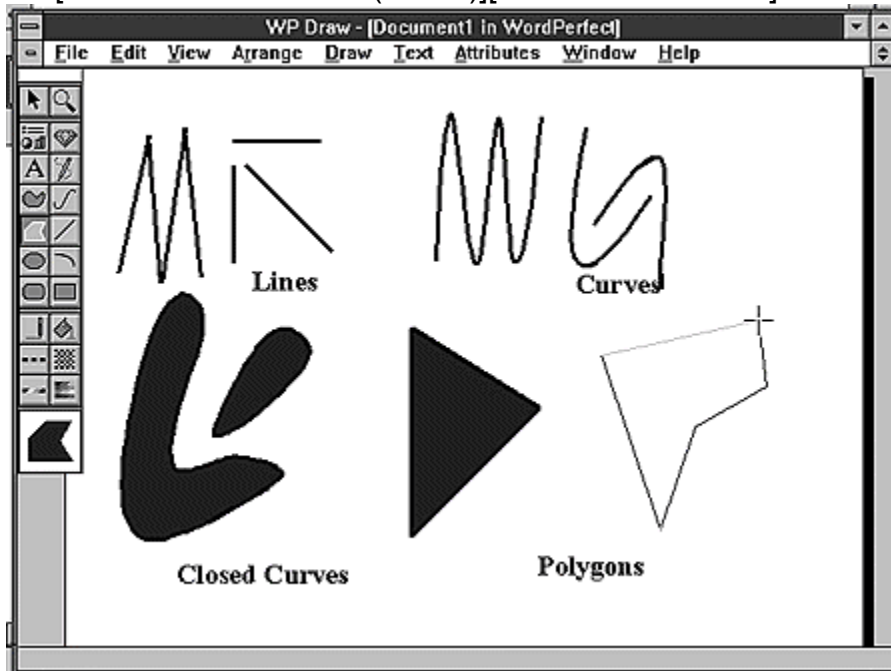 WP Draw - [Document1 in WordPerfect]
File Edit View Arrange Draw Text Attributes Window Help
A
Lines
Curves
Closed Curves
Polygons